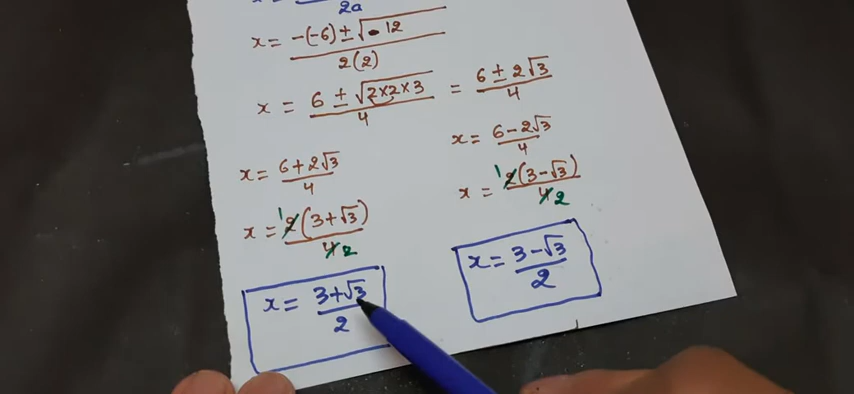 2a
x = -(-6) ± √12 / 2(2)
x = 6 ± √2×2×3 / 4 = 6 ± 2√3 / 4
x = 6+2√3 / 4
x = 1 2(3+√3) / 4 2
x = 3+√3 / 2
x = 6-2√3 / 4
x = 1 2(3-√3) / 4 2
x = 3-√3 / 2